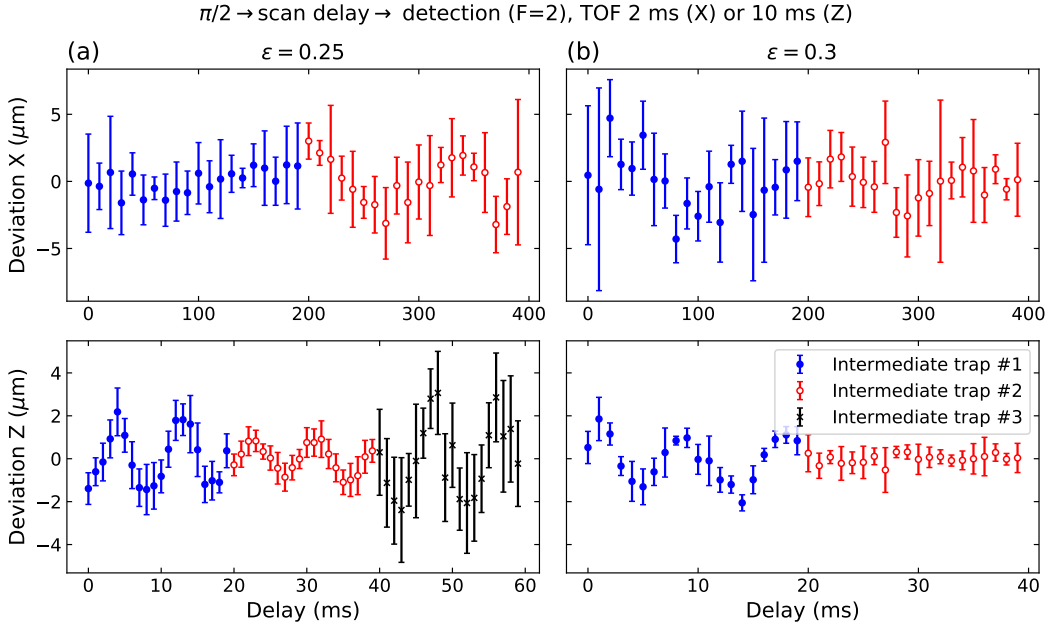 π/2 → scan delay → detection (F=2), TOF 2 ms (X) or 10 ms (Z)
(a) ε = 0.25
(b) ε = 0.3
Deviation X (μm)
5
0
−5
0 100 200 300 400
0 100 200 300 400
Deviation Z (μm)
4
2
0
−2
−4
Intermediate trap #1
Intermediate trap #2
Intermediate trap #3
0 10 20 30 40 50 60
0 10 20 30 40
Delay (ms)
Delay (ms)